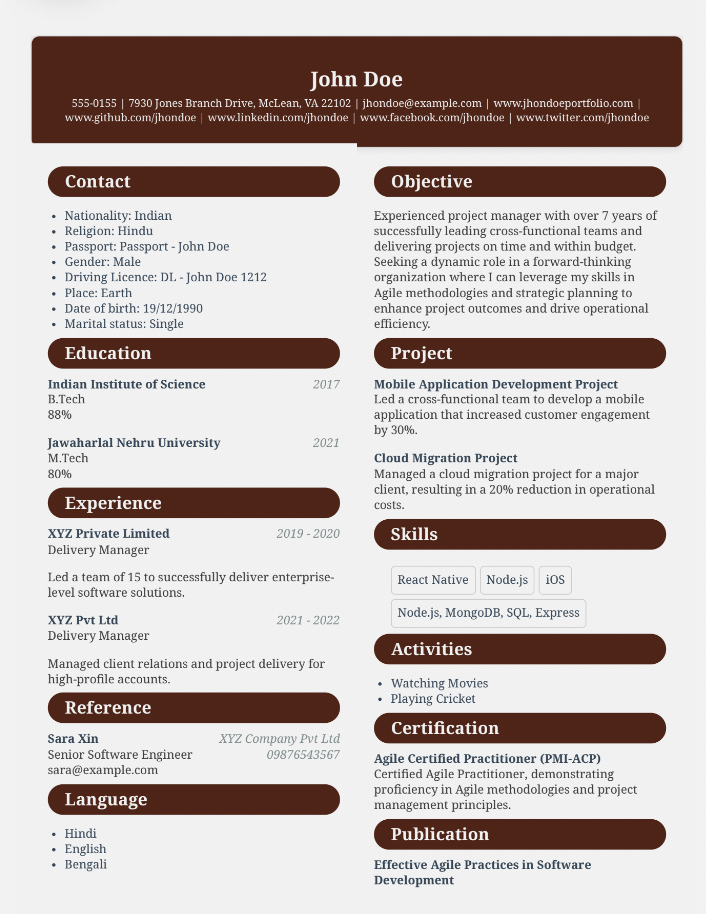 John Doe
555-0155 | 7930 Jones Branch Drive, McLean, VA 22102 | jhondoe@example.com | www.jhondoeportfolio.com |
www.github.com/jhondoe | www.linkedin.com/jhondoe | www.facebook.com/jhondoe | www.twitter.com/jhondoe
Contact
• Nationality: Indian
• Religion: Hindu
• Passport: Passport - John Doe
• Gender: Male
• Driving Licence: DL - John Doe 1212
• Place: Earth
• Date of birth: 19/12/1990
• Marital status: Single
Education
Indian Institute of Science 2017
B.Tech
88%
Jawaharlal Nehru University 2021
M.Tech
80%
Experience
XYZ Private Limited 2019 - 2020
Delivery Manager
Led a team of 15 to successfully deliver enterprise-
level software solutions.
XYZ Pvt Ltd 2021 - 2022
Delivery Manager
Managed client relations and project delivery for
high-profile accounts.
Reference
Sara Xin XYZ Company Pvt Ltd
Senior Software Engineer 09876543567
sara@example.com
Language
• Hindi
• English
• Bengali
Objective
Experienced project manager with over 7 years of
successfully leading cross-functional teams and
delivering projects on time and within budget.
Seeking a dynamic role in a forward-thinking
organization where I can leverage my skills in
Agile methodologies and strategic planning to
enhance project outcomes and drive operational
efficiency.
Project
Mobile Application Development Project
Led a cross-functional team to develop a mobile
application that increased customer engagement
by 30%.
Cloud Migration Project
Managed a cloud migration project for a major
client, resulting in a 20% reduction in operational
costs.
Skills
React Native Node.js iOS
Node.js, MongoDB, SQL, Express
Activities
• Watching Movies
• Playing Cricket
Certification
Agile Certified Practitioner (PMI-ACP)
Certified Agile Practitioner, demonstrating
proficiency in Agile methodologies and project
management principles.
Publication
Effective Agile Practices in Software
Development